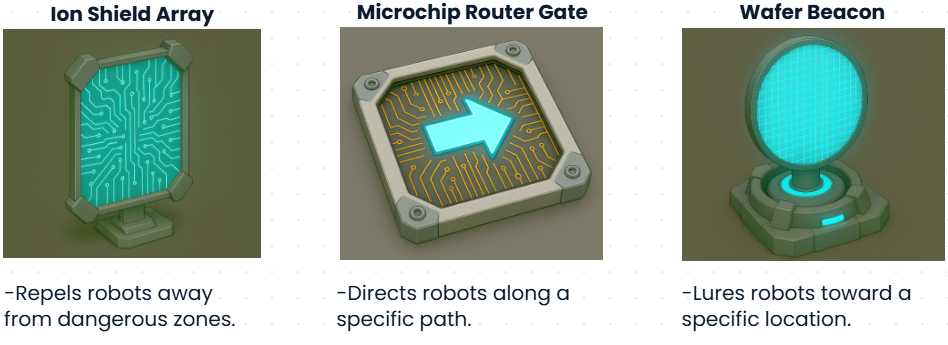 Ion Shield Array
Microchip Router Gate
Wafer Beacon
-Repels robots away
from dangerous zones.
-Directs robots along a
specific path.
-Lures robots toward a
specific location.